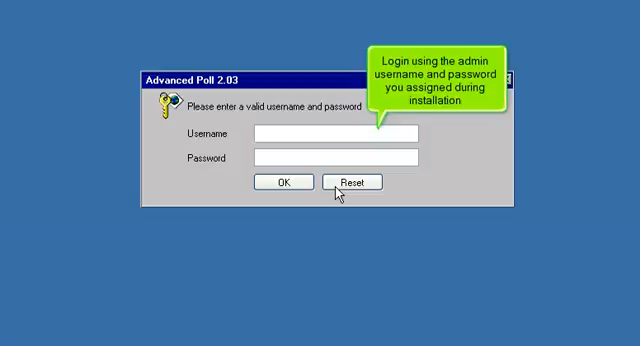 Login using the admin
username and password
you assigned during
installation
Advanced Poll 2.03
Please enter a valid username and password
Username
Password
OK
Reset